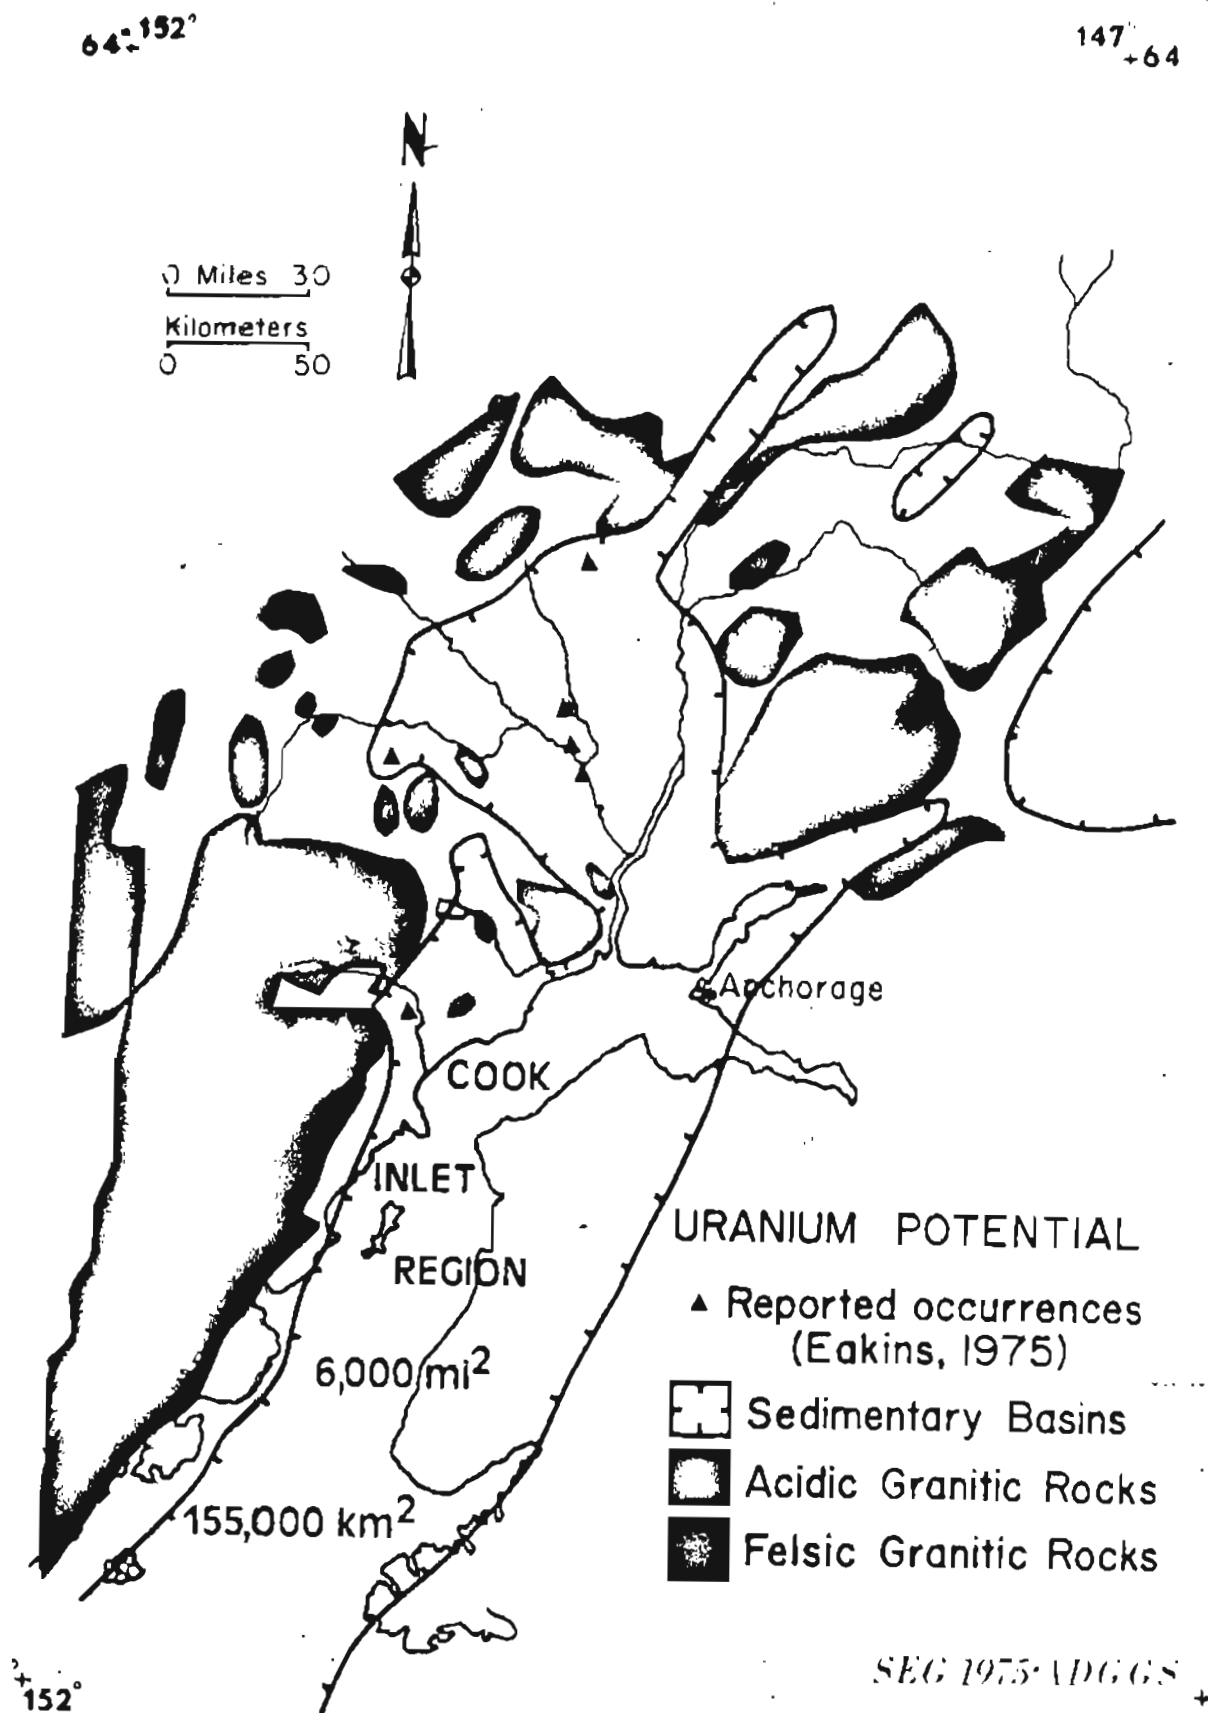 64°152°
147°
+64
N
0 Miles 30
Kilometers
0 50
Anchorage
COOK
INLET
REGION
6,000 mi²
155,000 km²
URANIUM POTENTIAL
▲ Reported occurrences
(Eakins, 1975)
Sedimentary Basins
Acidic Granitic Rocks
Felsic Granitic Rocks
SEG 1975·ADGGS
+152°
+